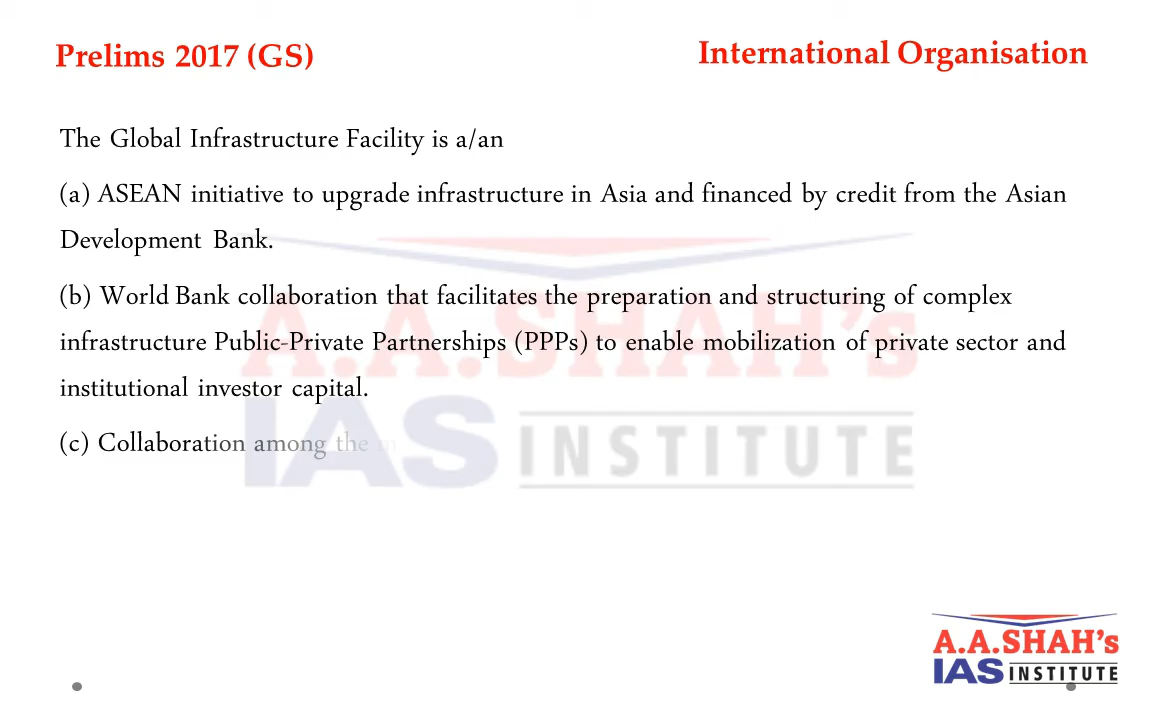 Prelims 2017 (GS)
International Organisation
The Global Infrastructure Facility is a/an
(a) ASEAN initiative to upgrade infrastructure in Asia and financed by credit from the Asian
Development Bank.
(b) World Bank collaboration that facilitates the preparation and structuring of complex
infrastructure Public-Private Partnerships (PPPs) to enable mobilization of private sector and
institutional investor capital.
(c) Collaboration among the
A.A.SHAH's
IAS INSTITUTE
A.A.SHAH's
IAS INSTITUTE